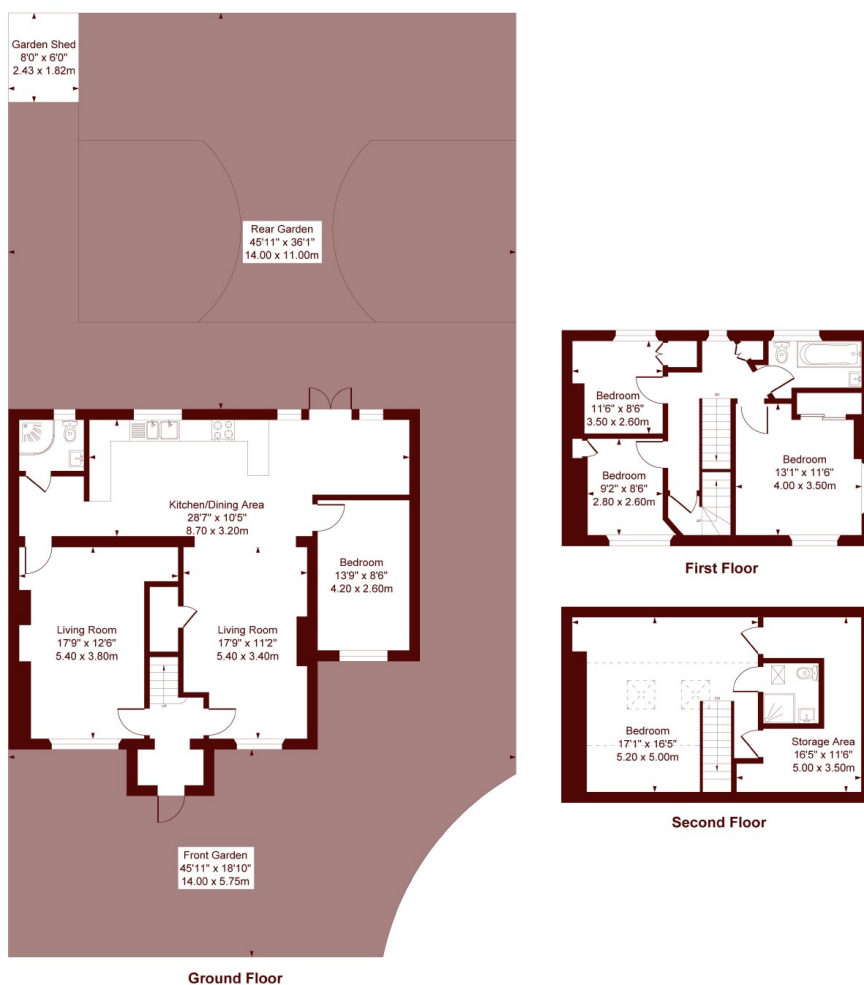 Garden Shed
8'0" x 6'0"
2.43 x 1.82m
Rear Garden
45'11" x 36'1"
14.00 x 11.00m
Kitchen/Dining Area
28'7" x 10'5"
8.70 x 3.20m
Bedroom
13'9" x 8'6"
4.20 x 2.60m
Living Room
17'9" x 12'6"
5.40 x 3.80m
Living Room
17'9" x 11'2"
5.40 x 3.40m
Front Garden
45'11" x 18'10"
14.00 x 5.75m
Ground Floor
Bedroom
11'6" x 8'6"
3.50 x 2.60m
Bedroom
9'2" x 8'6"
2.80 x 2.60m
Bedroom
13'1" x 11'6"
4.00 x 3.50m
First Floor
Bedroom
17'1" x 16'5"
5.20 x 5.00m
Storage Area
16'5" x 11'6"
5.00 x 3.50m
Second Floor